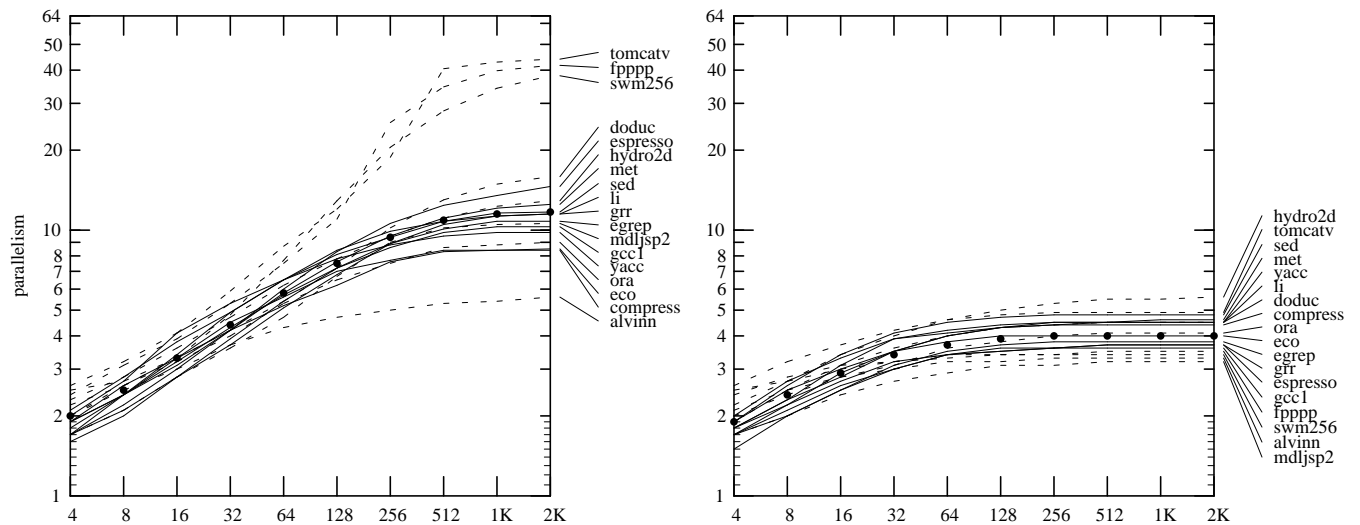 64
50
40
30
20
10
8
7
6
5
4
3
2
1
parallelism
4 8 16 32 64 128 256 512 1K 2K
tomcatv
fpppp
swm256
doduc
espresso
hydro2d
met
sed
li
grr
egrep
mdljsp2
gcc1
yacc
ora
eco
compress
alvinn
64
50
40
30
20
10
8
7
6
5
4
3
2
1
4 8 16 32 64 128 256 512 1K 2K
hydro2d
tomcatv
sed
met
yacc
li
doduc
compress
ora
eco
egrep
grr
espresso
gcc1
fpppp
swm256
alvinn
mdljsp2